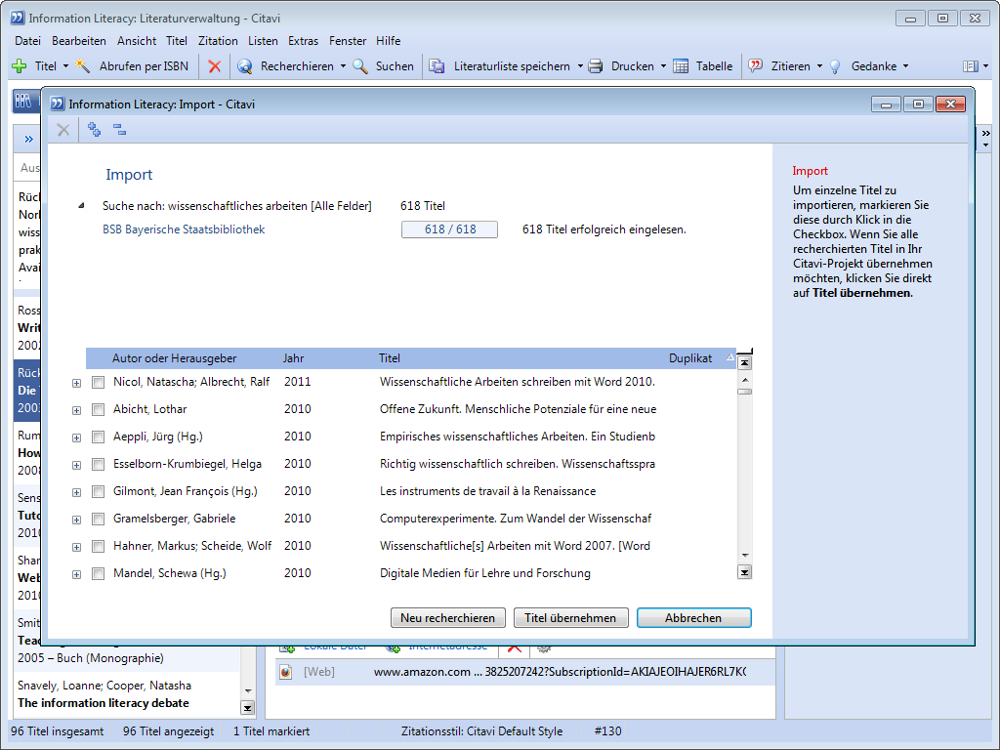 Information Literacy: Literaturverwaltung - Citavi
Datei Bearbeiten Ansicht Titel Zitation Listen Extras Fenster Hilfe
Titel Abrufen per ISBN Recherchieren Suchen Literaturliste speichern Drucken Tabelle Zitieren Gedanke
Information Literacy: Import - Citavi
Import
Suche nach: wissenschaftliches arbeiten [Alle Felder] 618 Titel
BSB Bayerische Staatsbibliothek 618 / 618 618 Titel erfolgreich eingelesen.
Autor oder Herausgeber Jahr Titel Duplikat
Nicol, Natascha; Albrecht, Ralf 2011 Wissenschaftliche Arbeiten schreiben mit Word 2010.
Abicht, Lothar 2010 Offene Zukunft. Menschliche Potenziale für eine neue
Aeppli, Jürg (Hg.) 2010 Empirisches wissenschaftliches Arbeiten. Ein Studienb
Esselborn-Krumbiegel, Helga 2010 Richtig wissenschaftlich schreiben. Wissenschaftsspra
Gilmont, Jean François (Hg.) 2010 Les instruments de travail à la Renaissance
Gramelsberger, Gabriele 2010 Computerexperimente. Zum Wandel der Wissenschaf
Hahner, Markus; Scheide, Wolf 2010 Wissenschaftliche[s] Arbeiten mit Word 2007. [Word
Mandel, Schewa (Hg.) 2010 Digitale Medien für Lehre und Forschung
Neu recherchieren Titel übernehmen Abbrechen
Import
Um einzelne Titel zu
importieren, markieren Sie
diese durch Klick in die
Checkbox. Wenn Sie alle
recherchierten Titel in Ihr
Citavi-Projekt übernehmen
möchten, klicken Sie direkt
auf Titel übernehmen.
Aus
Rück
Norl
wiss
prak
Avai
Ross
Writ
2002
Rück
Die
2003
Rum
How
2008
Sens
Tuto
2010
Shar
Web
2010
Smit
Teac
2005 – Buch (Monographie)
Snavely, Loanne; Cooper, Natasha
The information literacy debate
Lokale Datei Internetadresse
[Web] www.amazon.com ... 3825207242?SubscriptionId=AKIAJEOIHAJER6RL7KC
96 Titel insgesamt 96 Titel angezeigt 1 Titel markiert Zitationsstil: Citavi Default Style #130